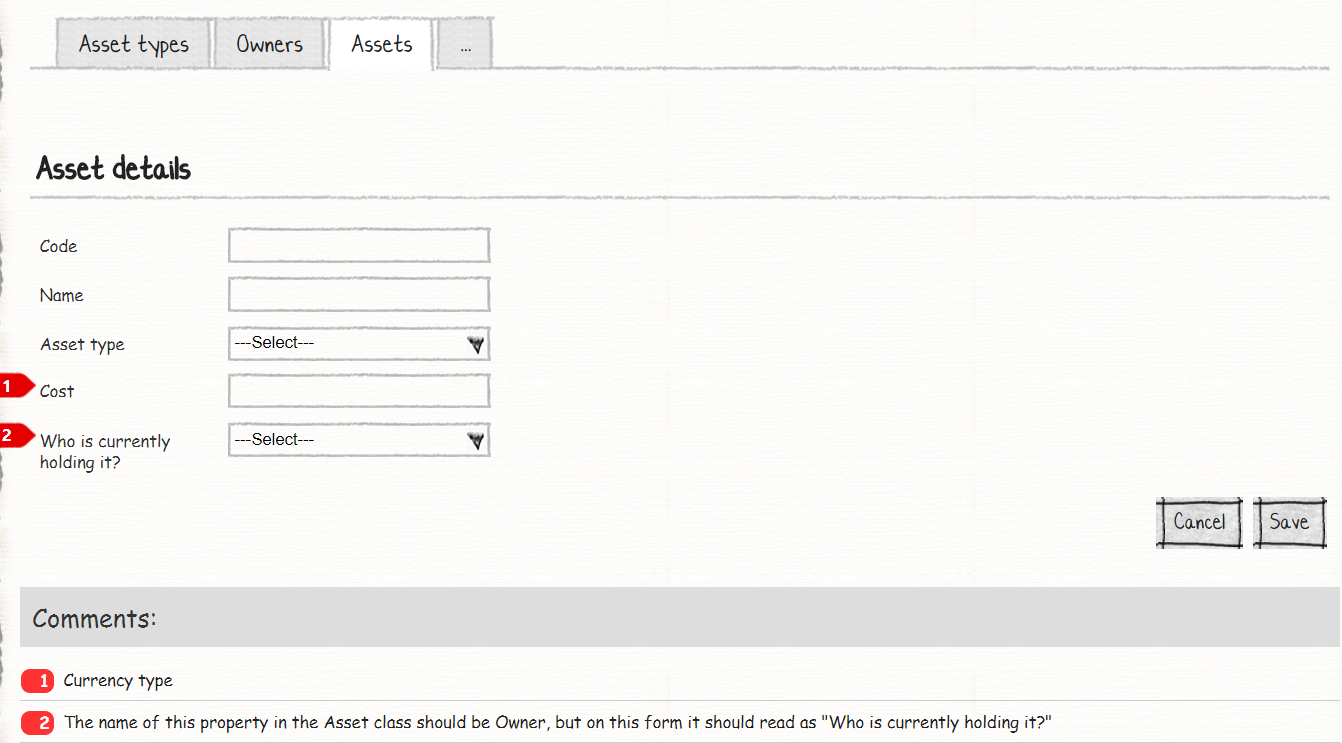 Asset types Owners Assets ...
Asset details
Code
Name
Asset type ---Select---
1 Cost
2 Who is currently ---Select---
holding it?
Cancel Save
Comments:
1 Currency type
2 The name of this property in the Asset class should be Owner, but on this form it should read as "Who is currently holding it?"